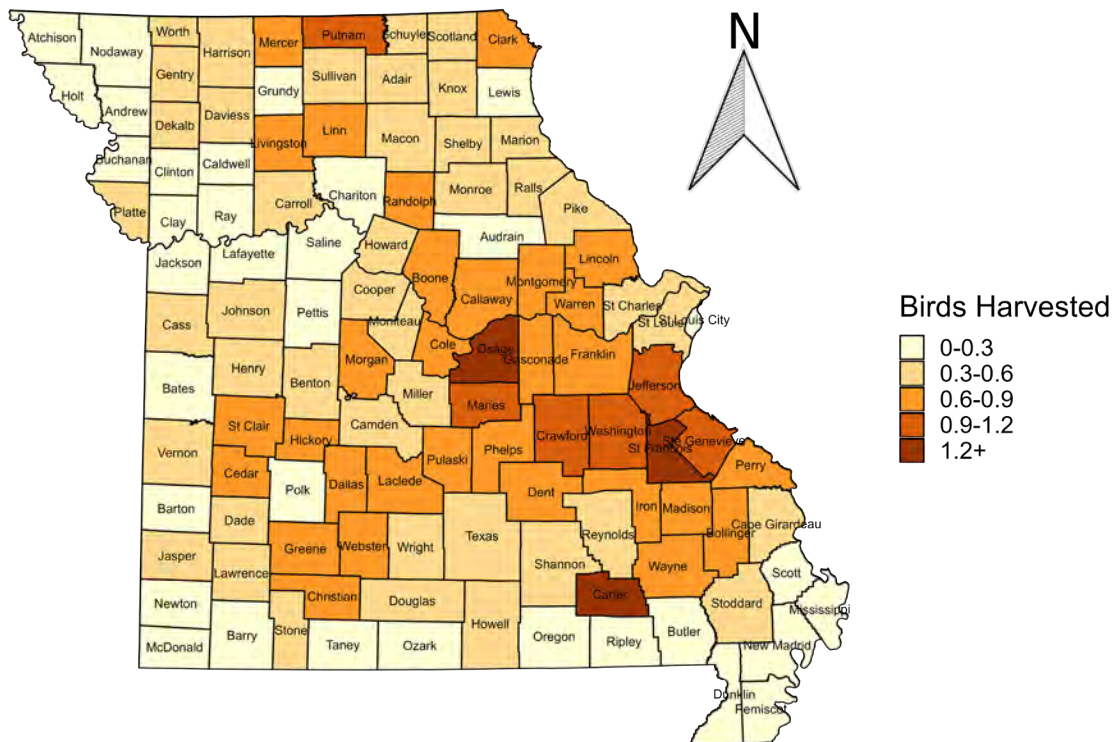 N
Atchison
Nodaway
Worth
Harrison
Mercer
Putnam
Schuyler
Scotland
Clark
Gentry
Sullivan
Adair
Knox
Holt
Andrew
Grundy
Lewis
Daviess
Dekalb
Livingston
Linn
Macon
Shelby
Marion
Buchanan
Clinton
Caldwell
Chariton
Randolph
Monroe
Ralls
Pike
Platte
Clay
Ray
Carroll
Audrain
Jackson
Lafayette
Saline
Howard
Boone
Callaway
Montgomery
Lincoln
Cooper
Warren
St Charles
St Louis
St Louis City
Cass
Johnson
Pettis
Moniteau
Cole
Osage
Gasconade
Franklin
Morgan
Bates
Henry
Benton
Miller
Maries
Jefferson
Camden
St Clair
Hickory
Pulaski
Phelps
Crawford
Washington
Ste Genevieve
St Francois
Perry
Vernon
Cedar
Polk
Dallas
Laclede
Dent
Iron
Madison
Bollinger
Cape Girardeau
Barton
Dade
Greene
Webster
Wright
Texas
Reynolds
Jasper
Lawrence
Shannon
Wayne
Scott
Christian
Douglas
Carter
Stoddard
Mississippi
Newton
Barry
Stone
Howell
McDonald
Taney
Ozark
Oregon
Ripley
Butler
New Madrid
Dunklin
Pemiscot
Birds Harvested
0-0.3
0.3-0.6
0.6-0.9
0.9-1.2
1.2+